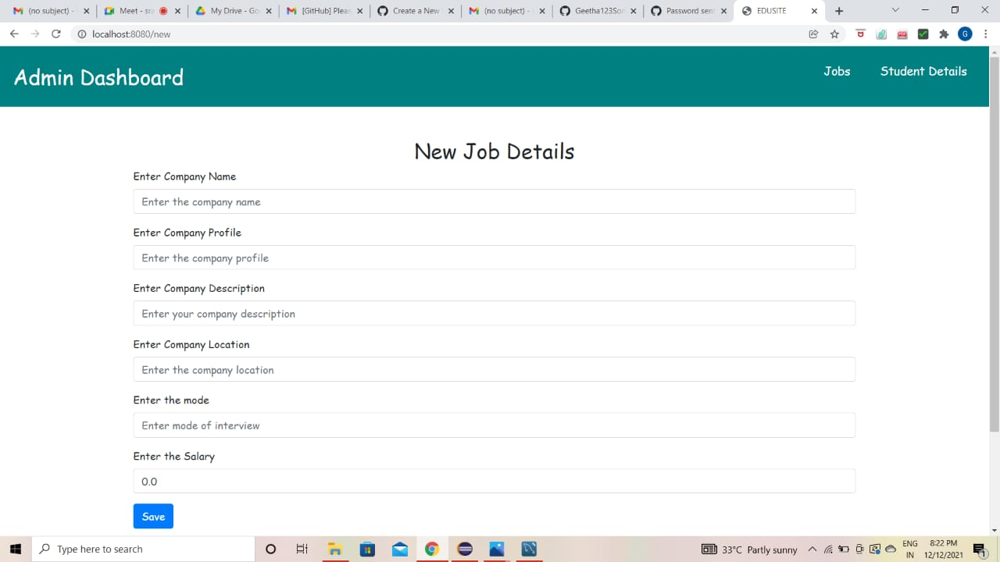 (no subject) -
Meet - sra
My Drive - Go
[GitHub] Pleas
Create a New
(no subject) -
Geetha123Som
Password sent
EDUSITE
localhost:8080/new
G
Admin Dashboard
Jobs
Student Details
New Job Details
Enter Company Name
Enter the company name
Enter Company Profile
Enter the company profile
Enter Company Description
Enter your company description
Enter Company Location
Enter the company location
Enter the mode
Enter mode of interview
Enter the Salary
0.0
Save
Type here to search
33°C Partly sunny
ENG
IN
8:22 PM
12/12/2021
1